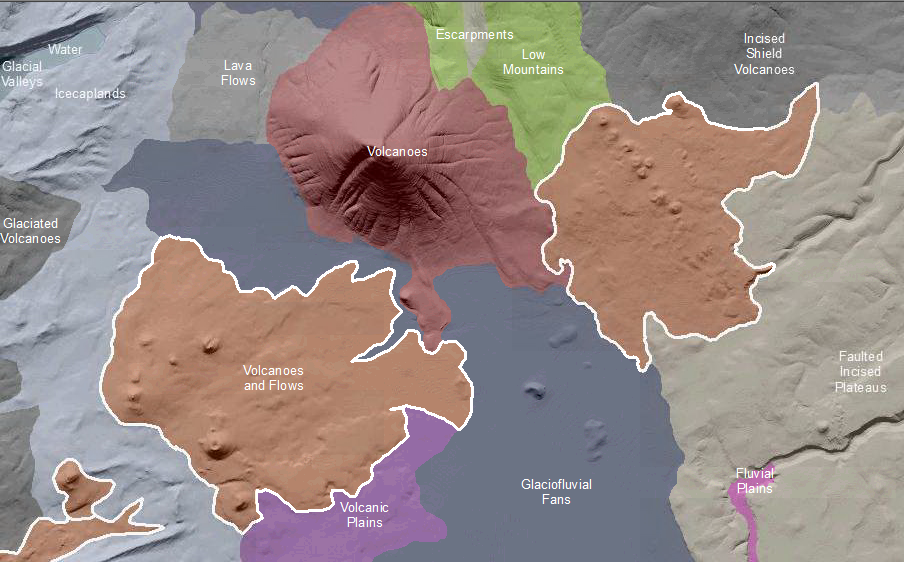 Escarpments
Low
Mountains
Incised
Shield
Volcanoes
Water
Glacial
Valleys
Icecaplands
Lava
Flows
Volcanoes
Glaciated
Volcanoes
Volcanoes
and Flows
Faulted
Incised
Plateaus
Fluvial
Plains
Glaciofluvial
Fans
Volcanic
Plains